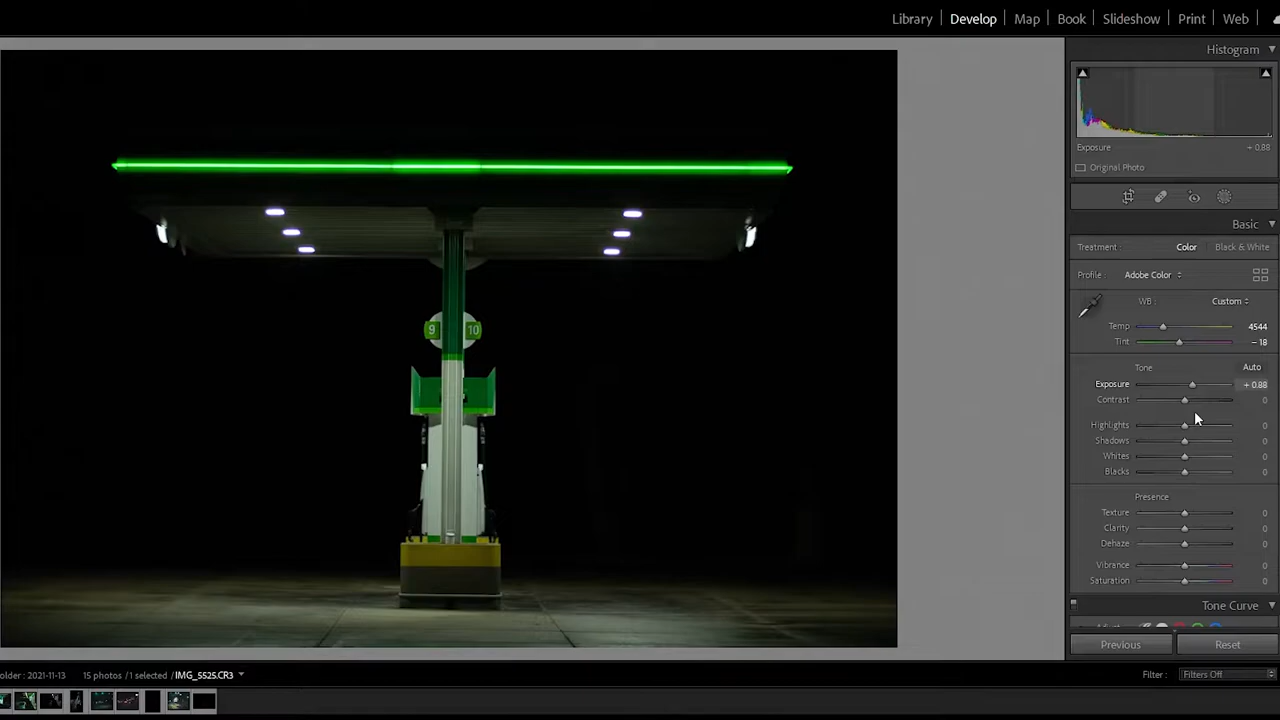 Library | Develop | Map | Book | Slideshow | Print | Web
Histogram
Exposure + 0.88
Original Photo
Basic
Treatment : Color Black & White
Profile : Adobe Color
WB : Custom
Temp 4544
Tint – 18
Tone Auto
Exposure + 0.88
Contrast 0
Highlights 0
Shadows 0
Whites 0
Blacks 0
Presence
Texture 0
Clarity 0
Dehaze 0
Vibrance 0
Saturation 0
Tone Curve
Previous Reset
9 10
older : 2021-11-13 15 photos / 1 selected / IMG_5525.CR3
Filter : Filters Off